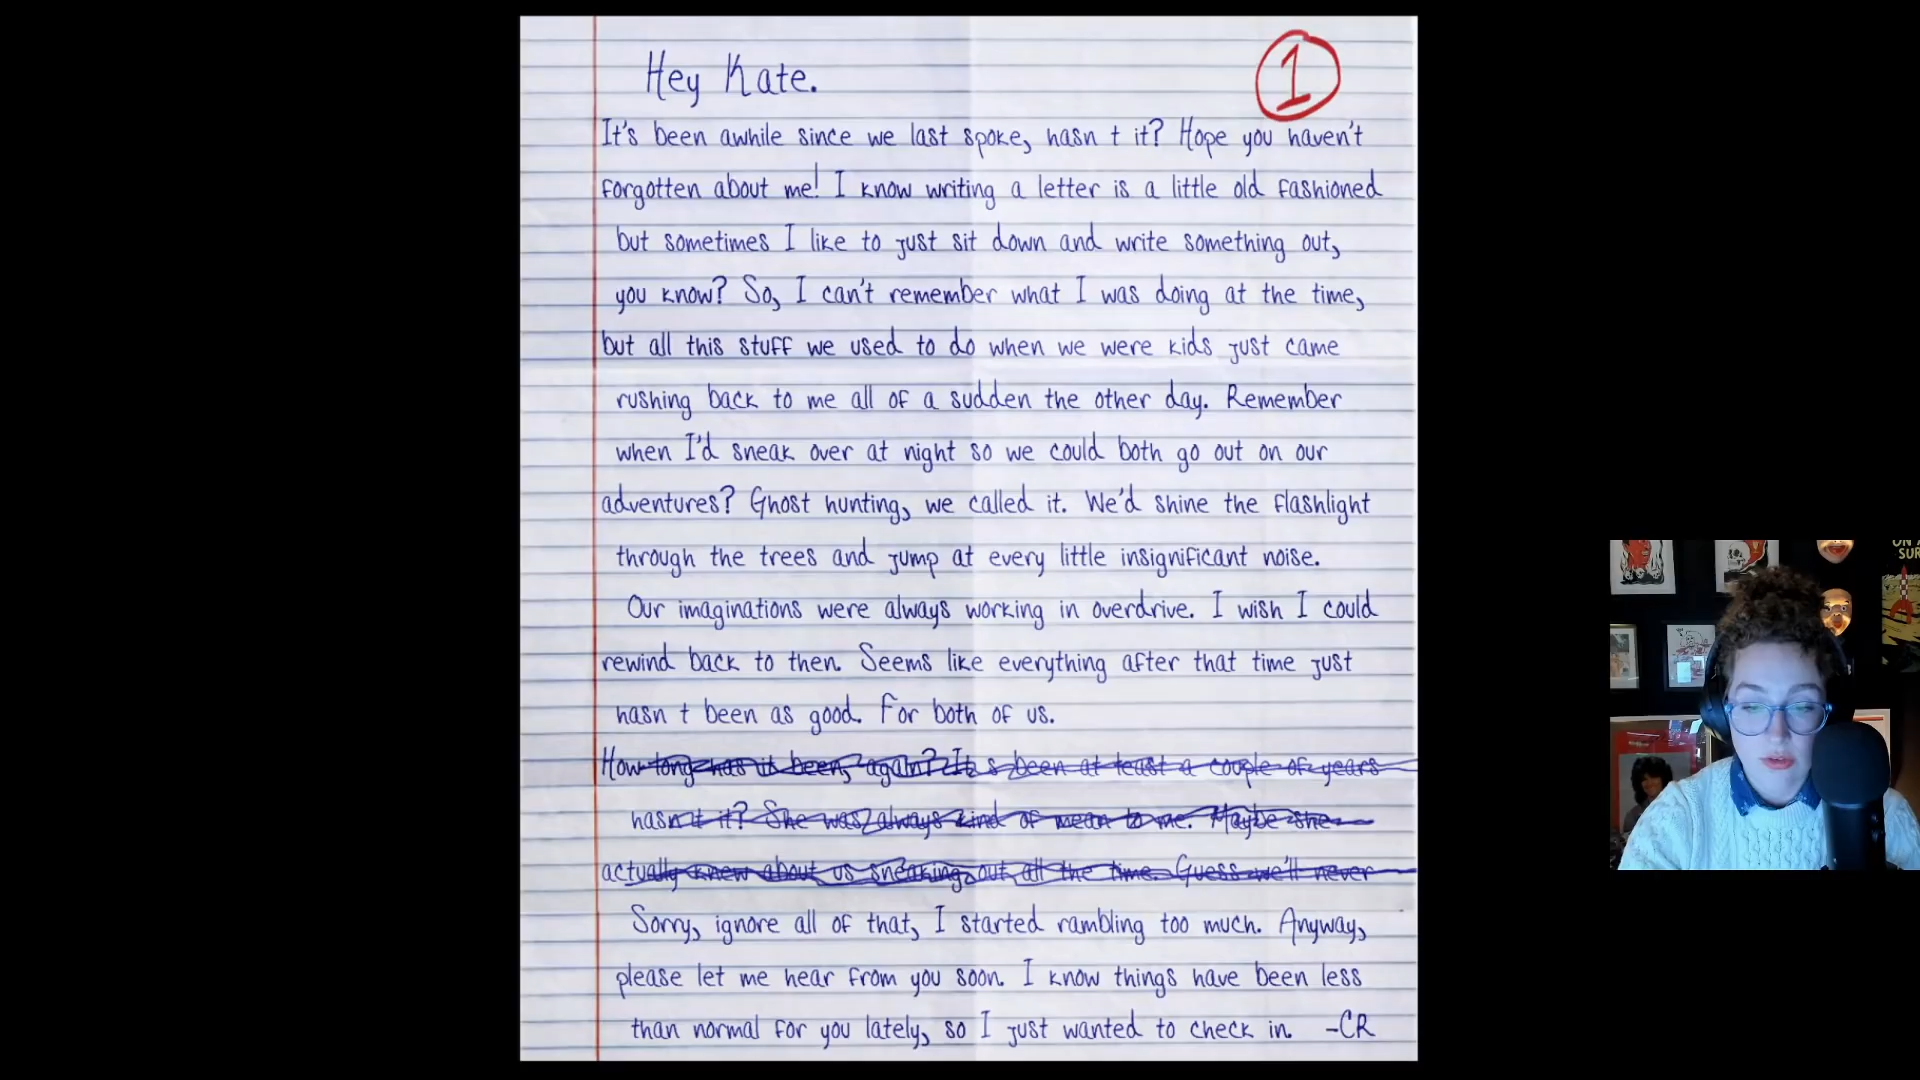 Hey Kate.
1
It's been awhile since we last spoke, hasn t it? Hope you haven't
forgotten about me! I know writing a letter is a little old fashioned
but sometimes I like to just sit down and write something out,
you know? So, I can't remember what I was doing at the time,
but all this stuff we used to do when we were kids just came
rushing back to me all of a sudden the other day. Remember
when I'd sneak over at night so we could both go out on our
adventures? Ghost hunting, we called it. We'd shine the flashlight
through the trees and jump at every little insignificant noise.
Our imaginations were always working in overdrive. I wish I could
rewind back to then. Seems like everything after that time just
hasn t been as good. For both of us.
How long has it been, again? It s been at least a couple of years
hasn t it? She was always kind of mean to me. Maybe she
actually knew about us sneaking out all the time. Guess we'll never
Sorry, ignore all of that, I started rambling too much. Anyway,
please let me hear from you soon. I know things have been less
than normal for you lately, so I just wanted to check in. -CR
ON A
SUR